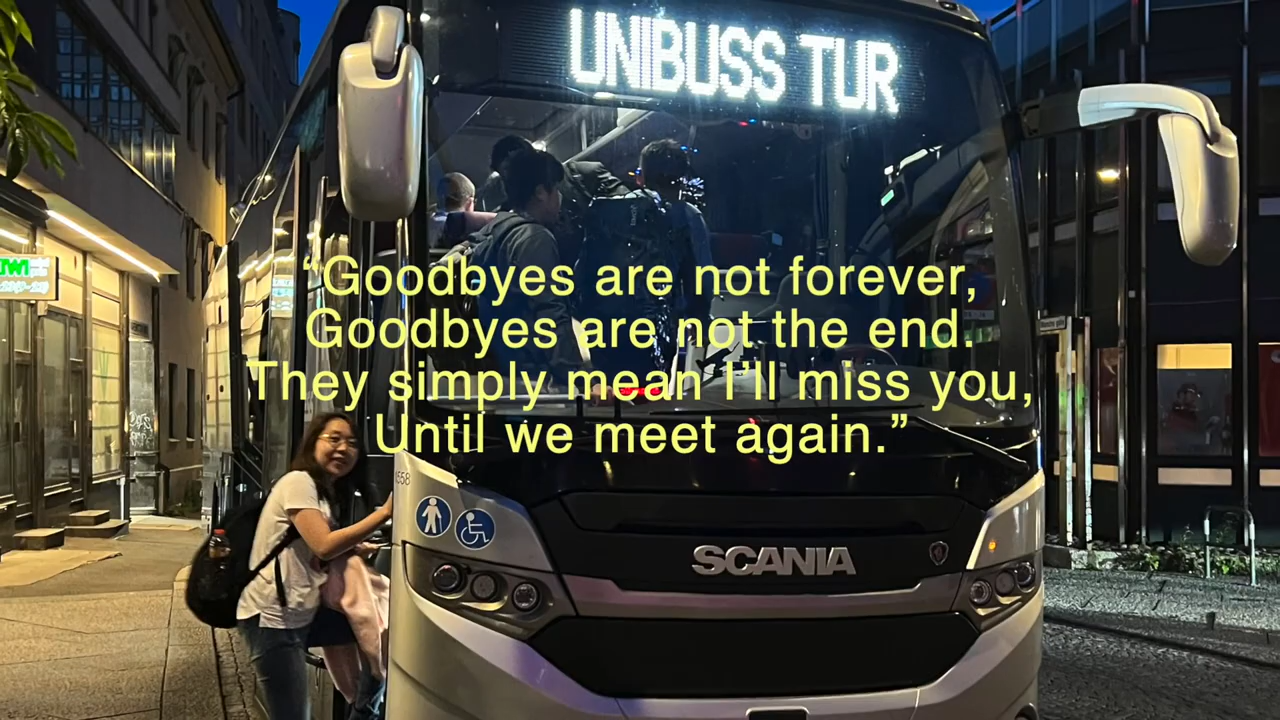 UNIBUSS TUR
“Goodbyes are not forever,
Goodbyes are not the end.
They simply mean I’ll miss you,
Until we meet again.”
SCANIA